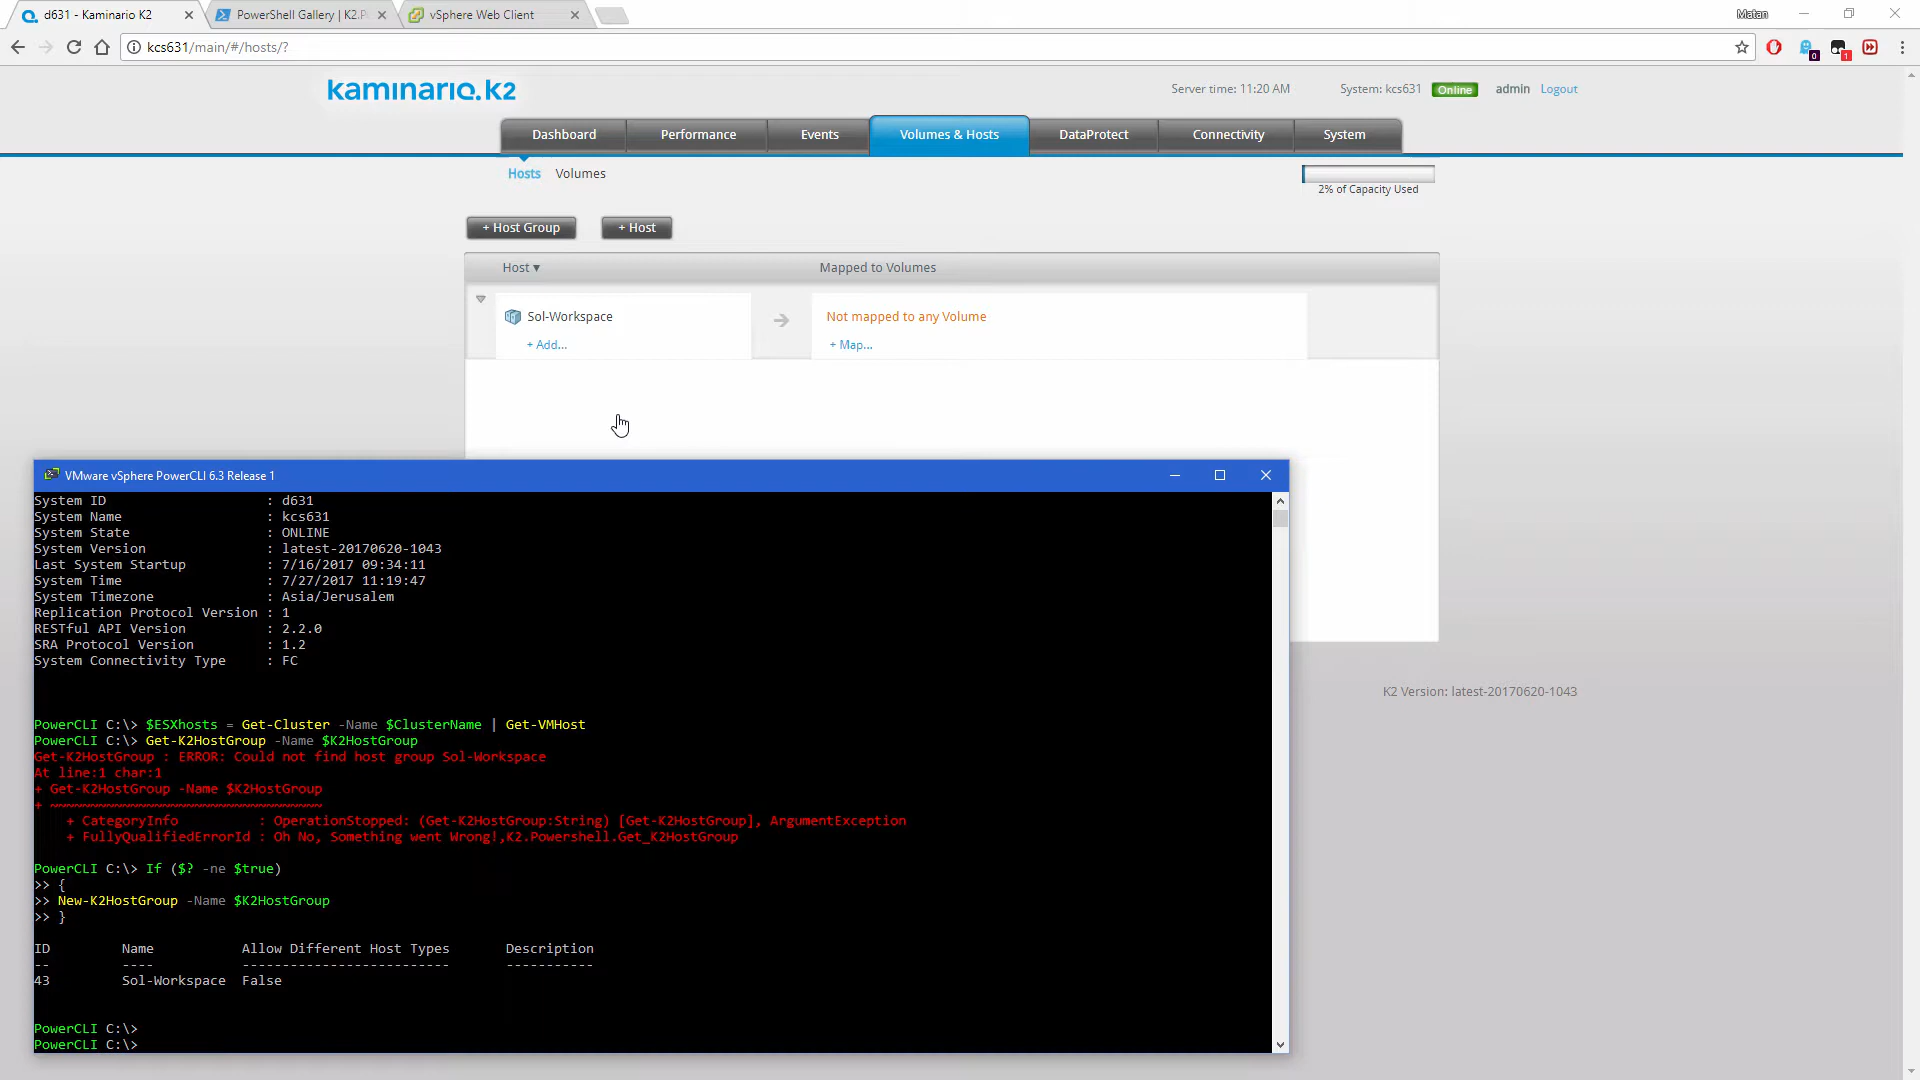 d631 - Kaminario K2
PowerShell Gallery | K2.P
vSphere Web Client
Matan
kcs631/main/#/hosts/?
0
1
kaminario.k2
Server time: 11:20 AM
System: kcs631
Online
admin
Logout
Dashboard
Performance
Events
Volumes & Hosts
DataProtect
Connectivity
System
Hosts
Volumes
2% of Capacity Used
+ Host Group
+ Host
Host ▾
Mapped to Volumes
Sol-Workspace
Not mapped to any Volume
+ Add...
+ Map...
VMware vSphere PowerCLI 6.3 Release 1
System ID : d631
System Name : kcs631
System State : ONLINE
System Version : latest-20170620-1043
Last System Startup : 7/16/2017 09:34:11
System Time : 7/27/2017 11:19:47
System Timezone : Asia/Jerusalem
Replication Protocol Version : 1
RESTful API Version : 2.2.0
SRA Protocol Version : 1.2
System Connectivity Type : FC
K2 Version: latest-20170620-1043
PowerCLI C:\> $ESXhosts = Get-Cluster -Name $ClusterName | Get-VMHost
PowerCLI C:\> Get-K2HostGroup -Name $K2HostGroup
Get-K2HostGroup : ERROR: Could not find host group Sol-Workspace
At line:1 char:1
+ Get-K2HostGroup -Name $K2HostGroup
+ ~~~~~~~~~~~~~~~~~~~~~~~~~~~~~~~~~~
+ CategoryInfo : OperationStopped: (Get-K2HostGroup:String) [Get-K2HostGroup], ArgumentException
+ FullyQualifiedErrorId : Oh No, Something went Wrong!,K2.Powershell.Get_K2HostGroup
PowerCLI C:\> If ($? -ne $true)
>> {
>> New-K2HostGroup -Name $K2HostGroup
>> }
ID Name Allow Different Host Types Description
-- ---- -------------------------- -----------
43 Sol-Workspace False
PowerCLI C:\>
PowerCLI C:\>